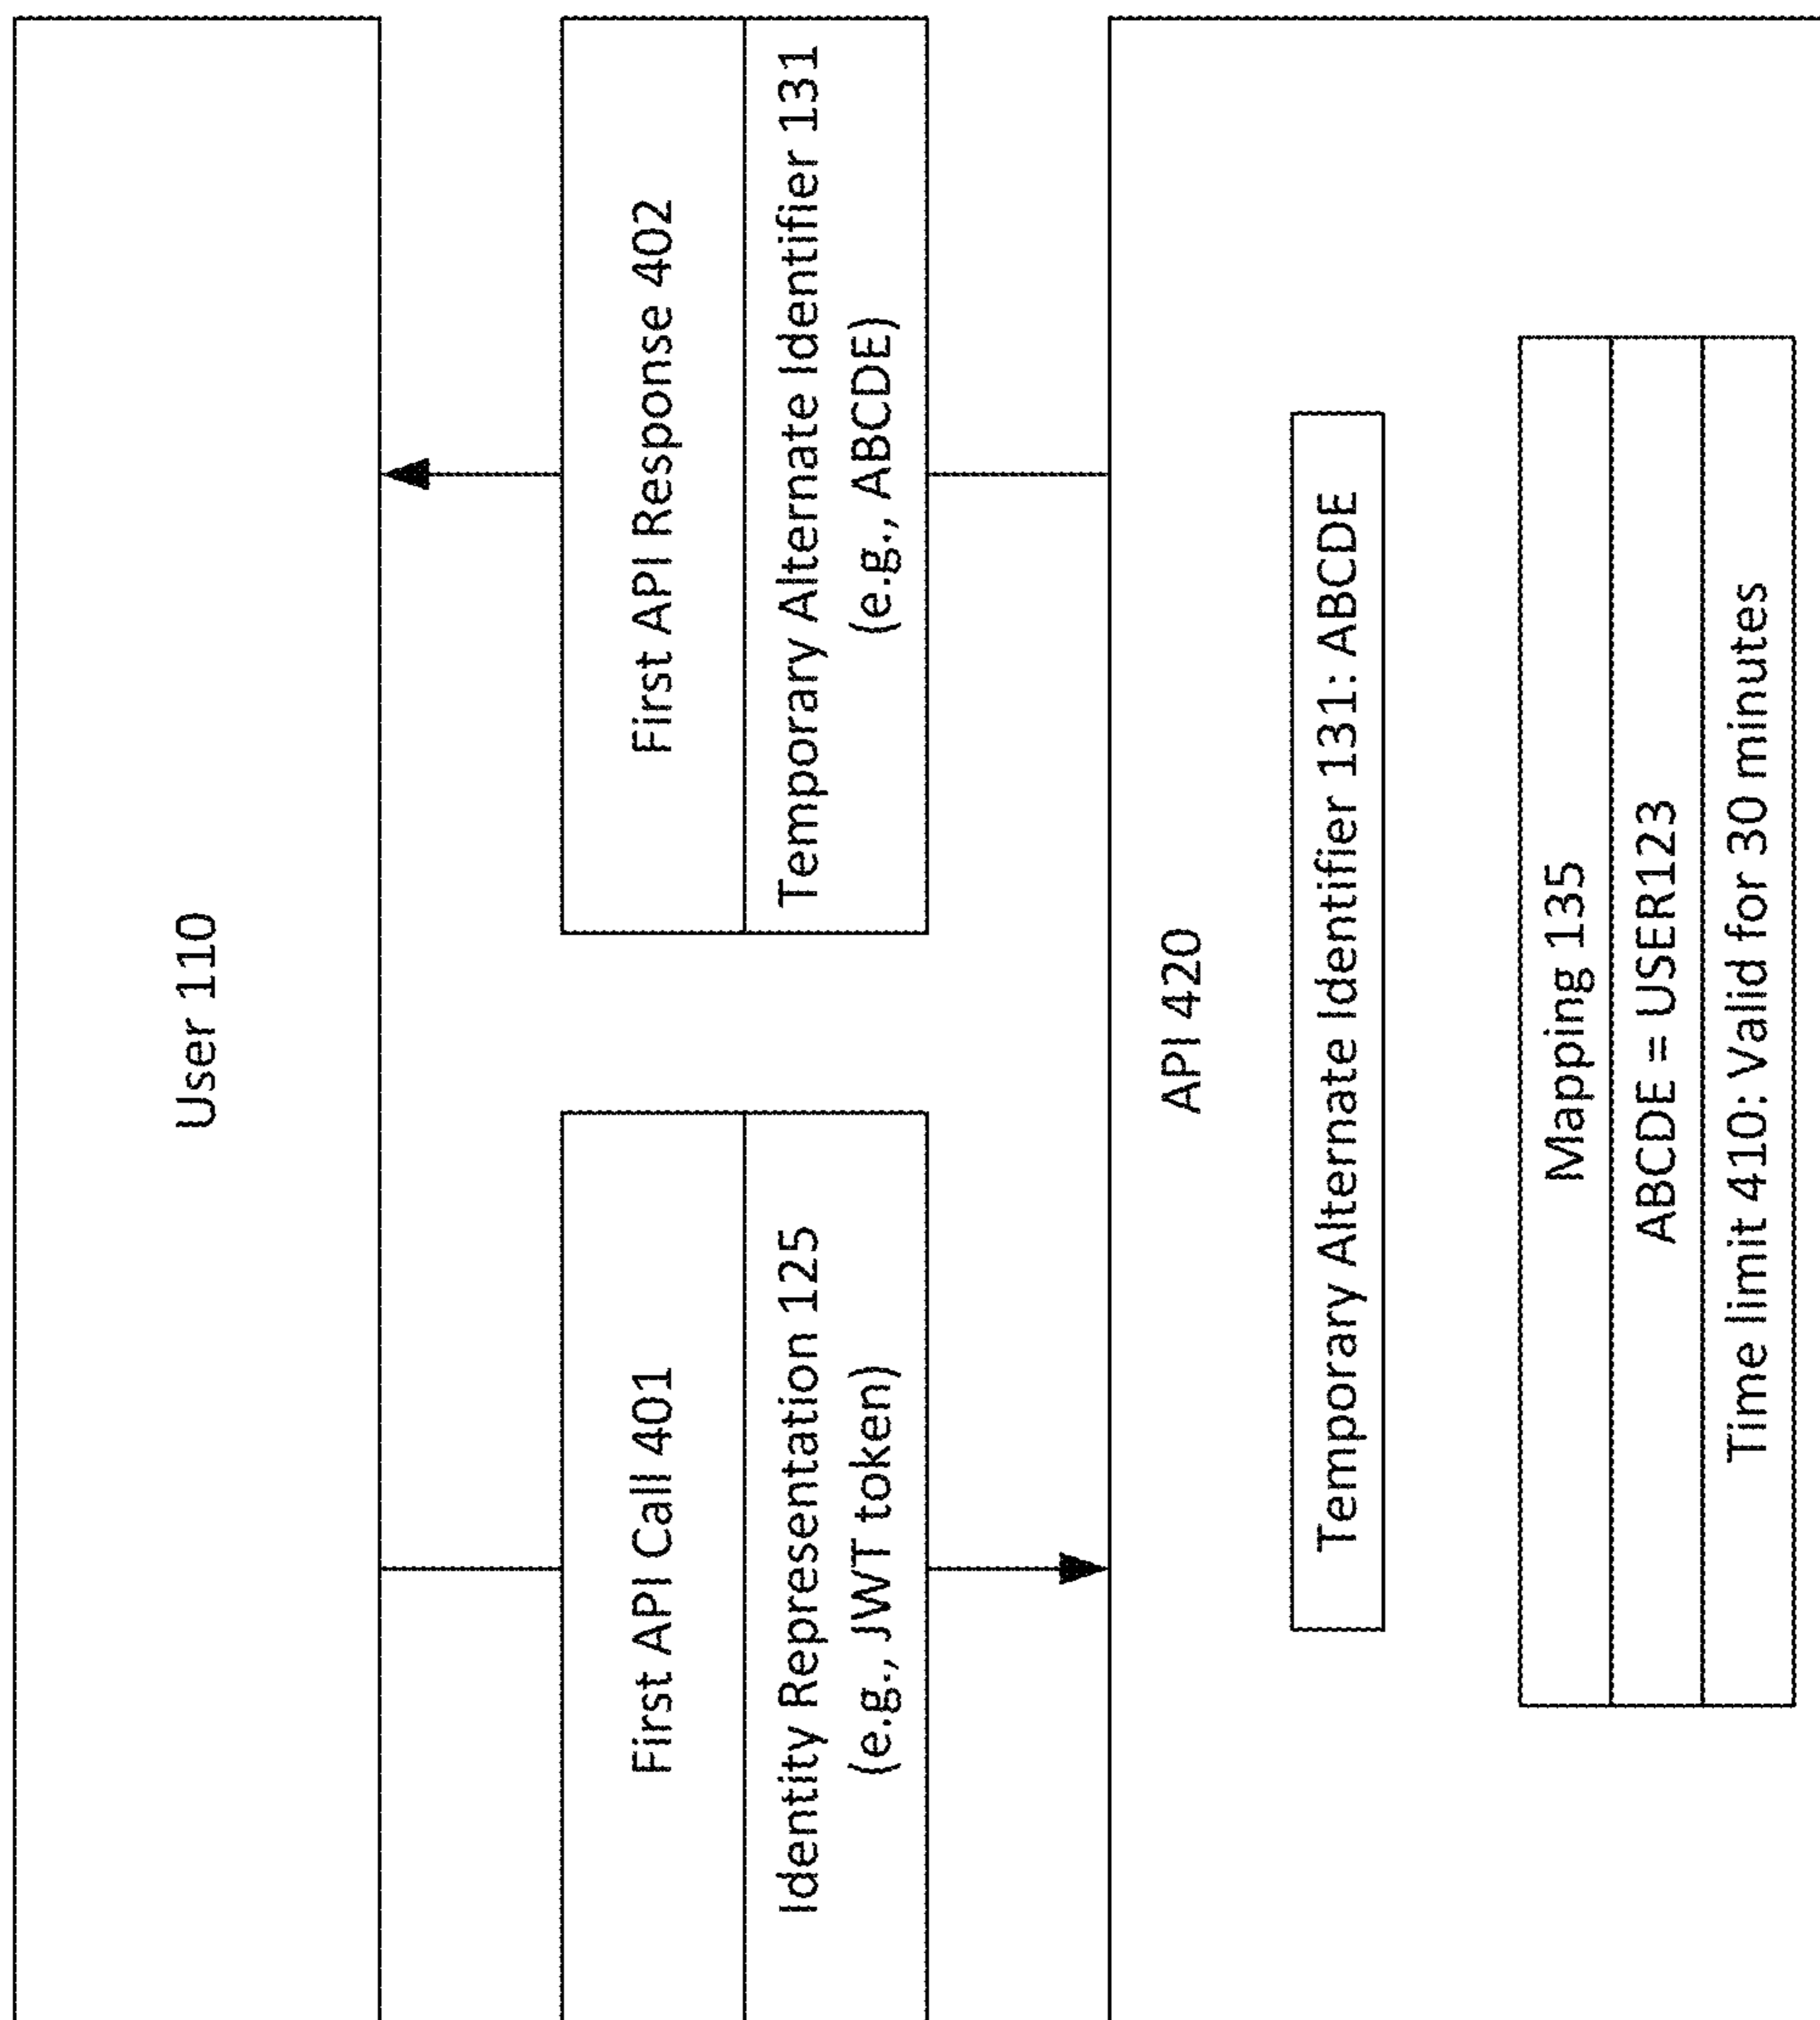 User 110
First API Call 401
Identity Representation 125
(e.g., JWT token)
First API Response 402
Temporary Alternate Identifier 131
(e.g., ABCDE)
API 420
Temporary Alternate Identifier 131: ABCDE
Mapping 135
ABCDE = USER123
Time limit 410: Valid for 30 minutes